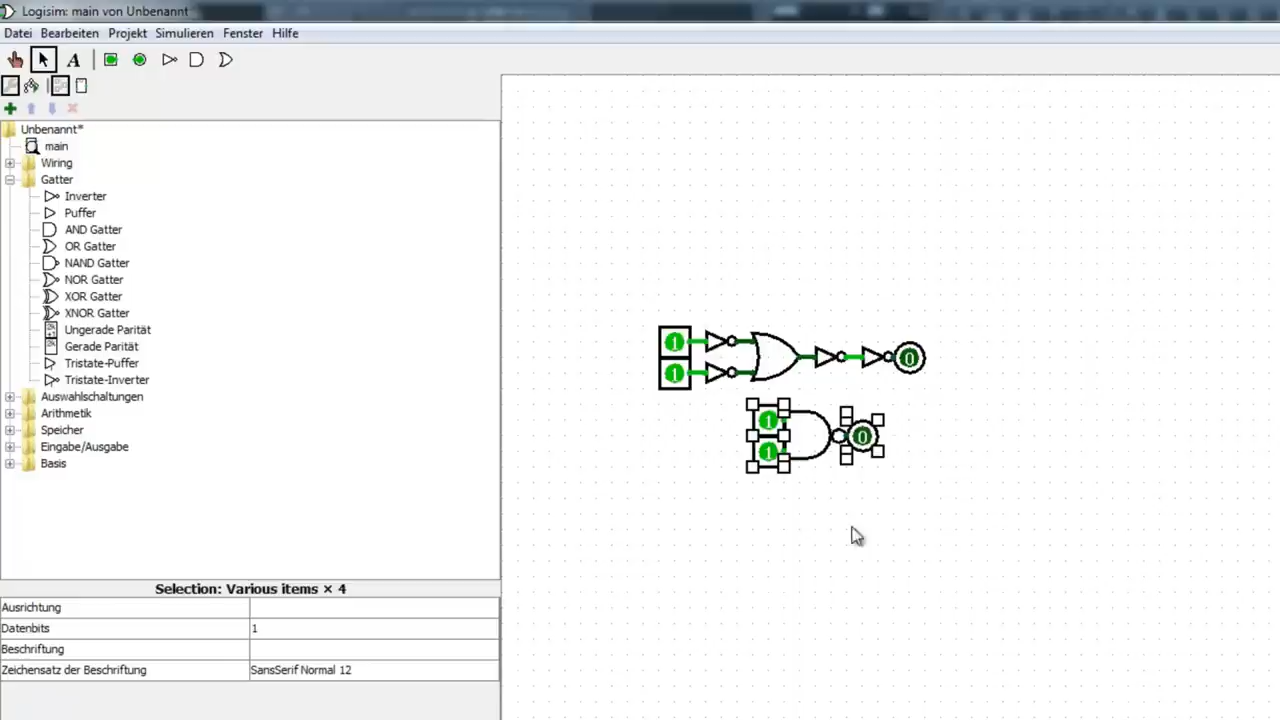 Logisim: main von Unbenannt
Datei Bearbeiten Projekt Simulieren Fenster Hilfe
A
Unbenannt*
main
Wiring
Gatter
Inverter
Puffer
AND Gatter
OR Gatter
NAND Gatter
NOR Gatter
XOR Gatter
XNOR Gatter
Ungerade Parität
Gerade Parität
Tristate-Puffer
Tristate-Inverter
Auswahlschaltungen
Arithmetik
Speicher
Eingabe/Ausgabe
Basis
1
1
0
1
1
0
Selection: Various items × 4
Ausrichtung
Datenbits 1
Beschriftung
Zeichensatz der Beschriftung SansSerif Normal 12